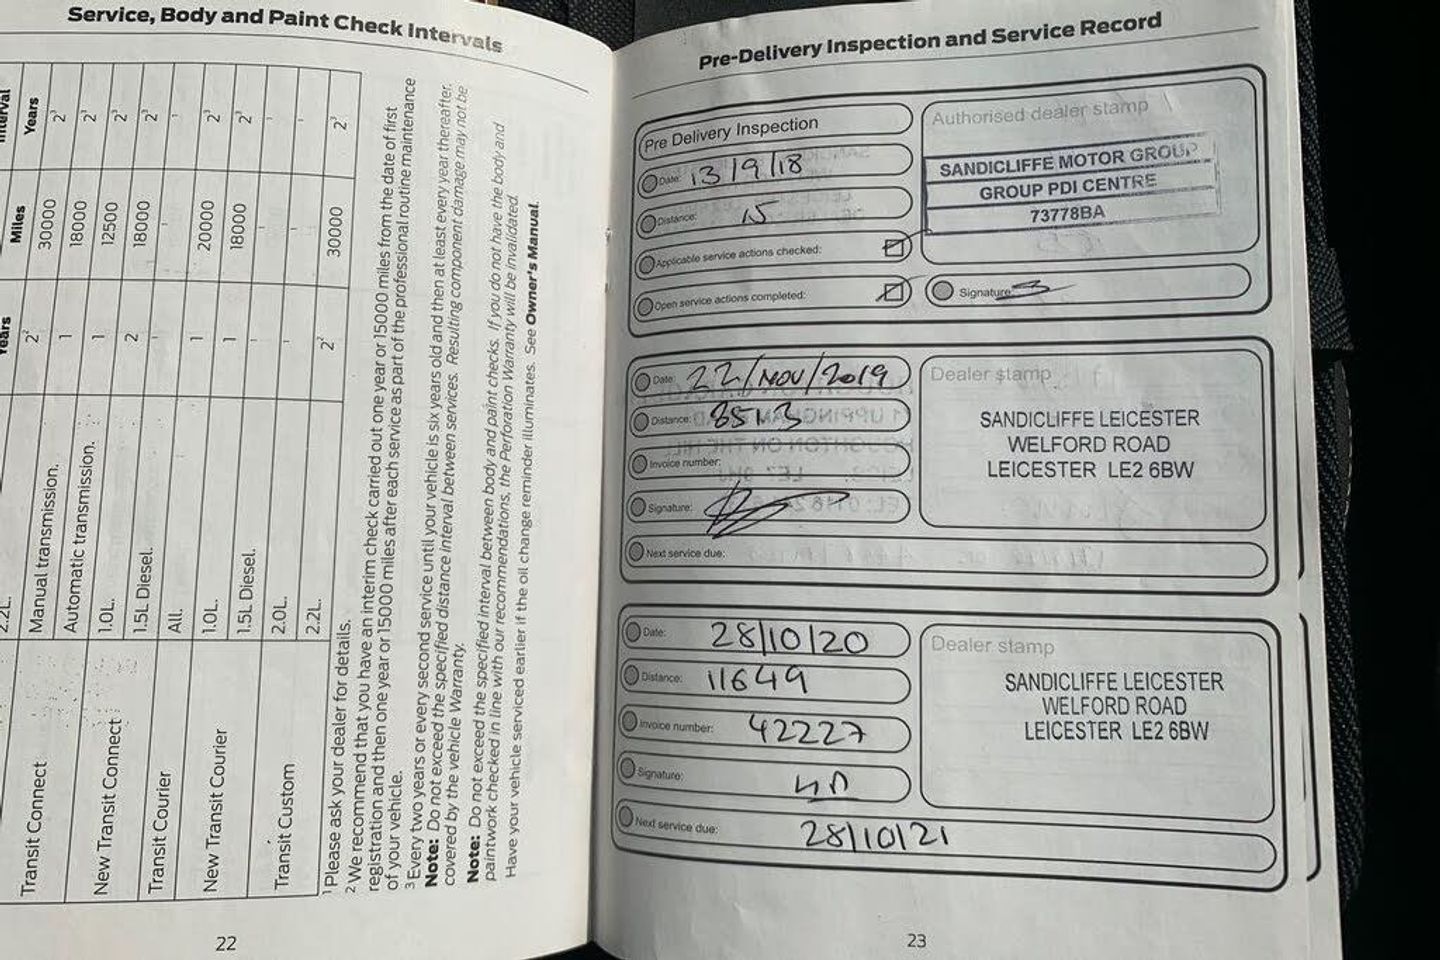 Service, Body and Paint Check Intervals
Interval
Years
Miles
Years
2.2L.
Transit Connect
Manual transmission.
2²
30000
2³
Automatic transmission.
1
18000
2³
New Transit Connect
1.0L.
1
12500
2³
1.5L Diesel.
2
18000
2³
Transit Courier
All.
-
-
-
New Transit Courier
1.0L.
1
20000
2³
1.5L Diesel.
1
18000
2³
Transit Custom
2.0L.
-
-
-
2.2L.
2²
30000
2³
¹ Please ask your dealer for details.
² We recommend that you have an interim check carried out one year or 15000 miles from the date of first
registration and then one year or 15000 miles after each service as part of the professional routine maintenance
of your vehicle.
³ Every two years or every second service until your vehicle is six years old and then at least every year thereafter.
Note: Do not exceed the specified distance interval between services. Resulting component damage may not be
covered by the vehicle Warranty.
Note: Do not exceed the specified interval between body and paint checks. If you do not have the body and
paintwork checked in line with our recommendations, the Perforation Warranty will be invalidated.
Have your vehicle serviced earlier if the oil change reminder illuminates. See Owner's Manual.
22
Pre-Delivery Inspection and Service Record
Pre Delivery Inspection
Date: 13/9/18
Distance: 15
Applicable service actions checked:
Open service actions completed:
Authorised dealer stamp
SANDICLIFFE MOTOR GROUP
GROUP PDI CENTRE
73778BA
Signature:
Date: 22/NOV/2019
Distance: 8513
Invoice number:
Signature:
Next service due:
Dealer stamp
SANDICLIFFE LEICESTER
WELFORD ROAD
LEICESTER LE2 6BW
Date: 28/10/20
Distance: 11649
Invoice number: 42227
Signature:
Next service due: 28/10/21
Dealer stamp
SANDICLIFFE LEICESTER
WELFORD ROAD
LEICESTER LE2 6BW
23